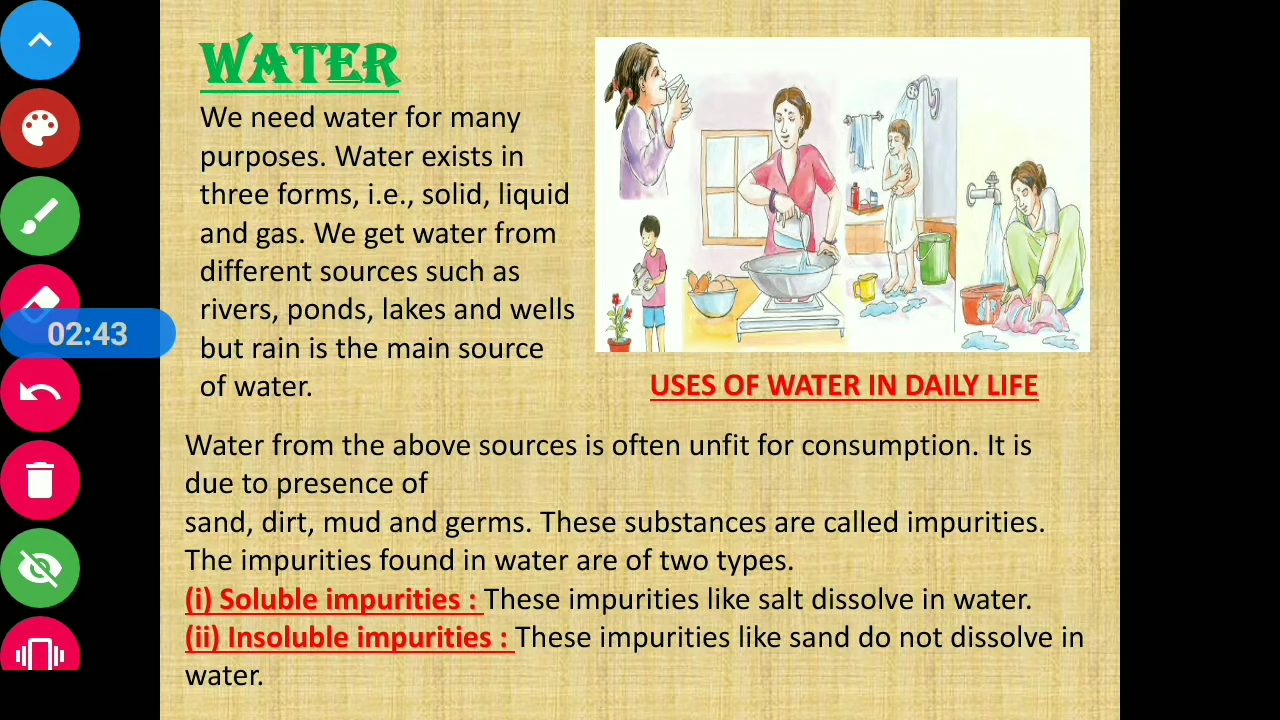 WATER
We need water for many
purposes. Water exists in
three forms, i.e., solid, liquid
and gas. We get water from
different sources such as
rivers, ponds, lakes and wells
but rain is the main source
of water.
USES OF WATER IN DAILY LIFE
02:43
Water from the above sources is often unfit for consumption. It is
due to presence of
sand, dirt, mud and germs. These substances are called impurities.
The impurities found in water are of two types.
(i) Soluble impurities : These impurities like salt dissolve in water.
(ii) Insoluble impurities : These impurities like sand do not dissolve in
water.